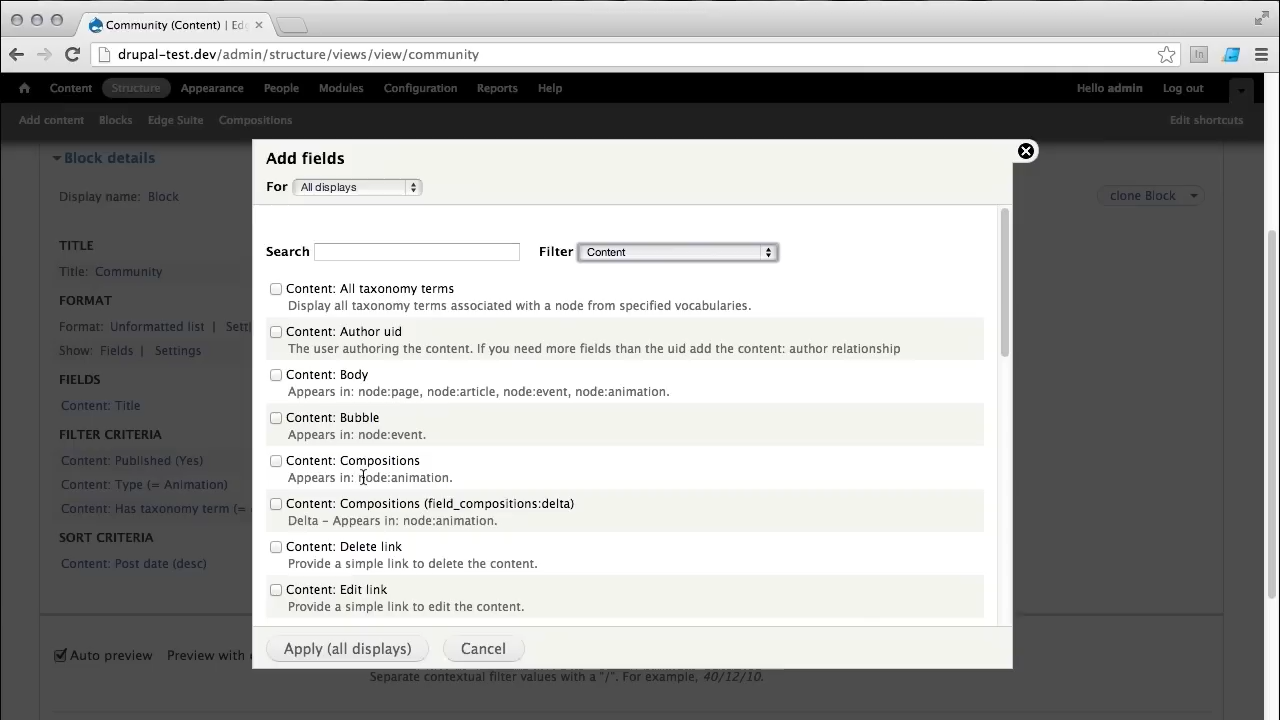 Community (Content) | Ed
drupal-test.dev/admin/structure/views/view/community
Content Structure Appearance People Modules Configuration Reports Help Hello admin Log out
Add content Blocks Edge Suite Compositions Edit shortcuts
Block details
Display name: Block
clone Block
TITLE
Title: Community
FORMAT
Format: Unformatted list | Setti
Show: Fields | Settings
FIELDS
Content: Title
FILTER CRITERIA
Content: Published (Yes)
Content: Type (= Animation)
Content: Has taxonomy term (=
SORT CRITERIA
Content: Post date (desc)
Add fields
For All displays
Search Filter Content
Content: All taxonomy terms
Display all taxonomy terms associated with a node from specified vocabularies.
Content: Author uid
The user authoring the content. If you need more fields than the uid add the content: author relationship
Content: Body
Appears in: node:page, node:article, node:event, node:animation.
Content: Bubble
Appears in: node:event.
Content: Compositions
Appears in: node:animation.
Content: Compositions (field_compositions:delta)
Delta – Appears in: node:animation.
Content: Delete link
Provide a simple link to delete the content.
Content: Edit link
Provide a simple link to edit the content.
Apply (all displays) Cancel
Auto preview Preview with
Separate contextual filter values with a "/". For example, 40/12/10.